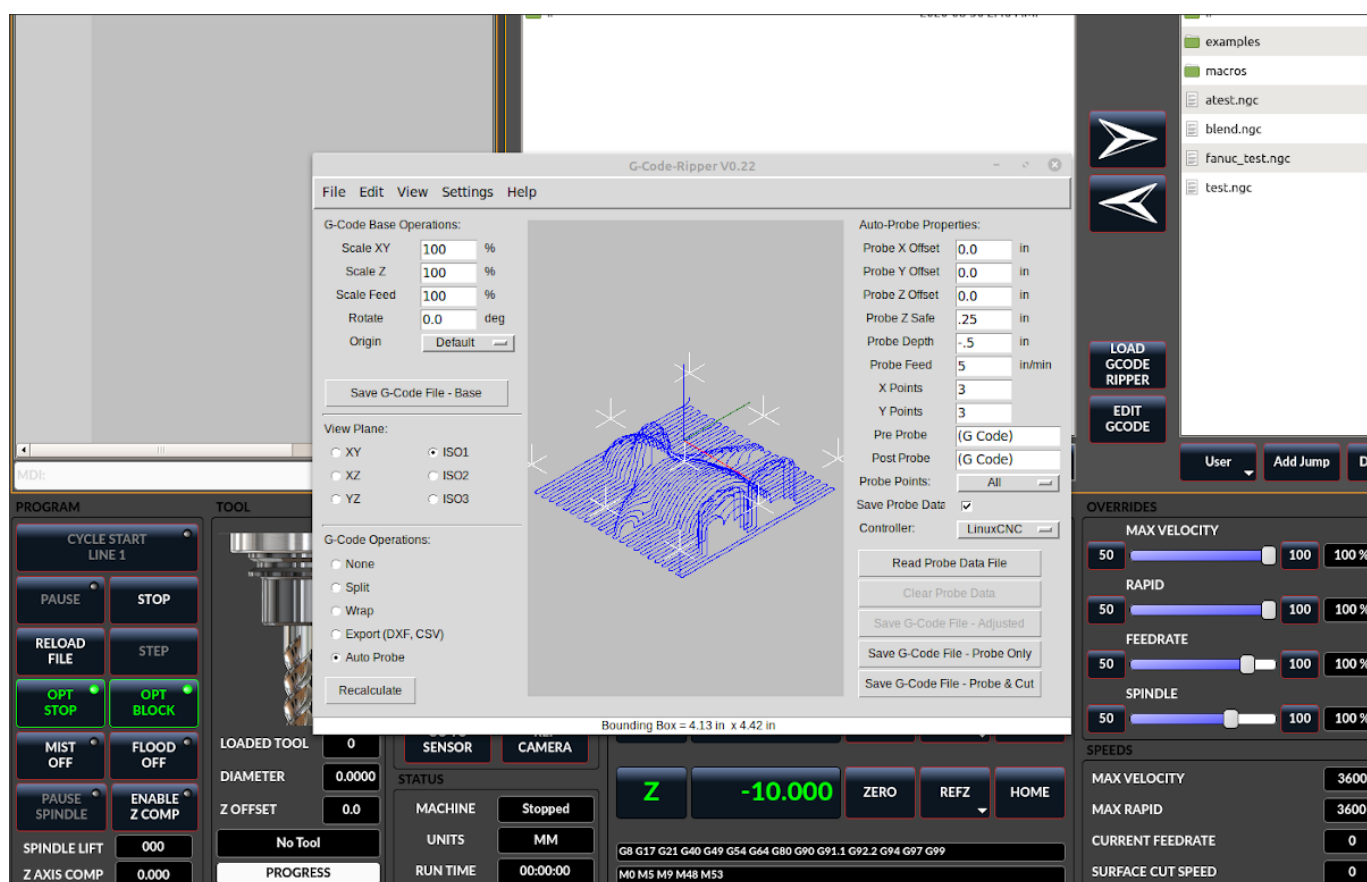 examples
macros
atest.ngc
blend.ngc
fanuc_test.ngc
test.ngc
LOAD
GCODE
RIPPER
EDIT
GCODE
User
Add Jump
G-Code-Ripper V0.22
File Edit View Settings Help
G-Code Base Operations:
Scale XY 100 %
Scale Z 100 %
Scale Feed 100 %
Rotate 0.0 deg
Origin Default
Save G-Code File - Base
View Plane:
XY ISO1
XZ ISO2
YZ ISO3
G-Code Operations:
None
Split
Wrap
Export (DXF, CSV)
Auto Probe
Recalculate
Auto-Probe Properties:
Probe X Offset 0.0 in
Probe Y Offset 0.0 in
Probe Z Offset 0.0 in
Probe Z Safe .25 in
Probe Depth -.5 in
Probe Feed 5 in/min
X Points 3
Y Points 3
Pre Probe (G Code)
Post Probe (G Code)
Probe Points: All
Save Probe Data
Controller: LinuxCNC
Read Probe Data File
Clear Probe Data
Save G-Code File - Adjusted
Save G-Code File - Probe Only
Save G-Code File - Probe & Cut
Bounding Box = 4.13 in x 4.42 in
MDI:
PROGRAM
CYCLE START
LINE 1
PAUSE STOP
RELOAD
FILE
STEP
OPT
STOP
OPT
BLOCK
MIST
OFF
FLOOD
OFF
PAUSE
SPINDLE
ENABLE
Z COMP
SPINDLE LIFT 000
Z AXIS COMP 0.000
TOOL
LOADED TOOL 0
DIAMETER 0.0000
Z OFFSET 0.0
No Tool
PROGRESS
SENSOR
CAMERA
STATUS
MACHINE Stopped
UNITS MM
RUN TIME 00:00:00
Z -10.000 ZERO REFZ HOME
G8 G17 G21 G40 G49 G54 G64 G80 G90 G91.1 G92.2 G94 G97 G99
M0 M5 M9 M48 M53
OVERRIDES
MAX VELOCITY
50 100 100 %
RAPID
50 100 100 %
FEEDRATE
50 100 100 %
SPINDLE
50 100 100 %
SPEEDS
MAX VELOCITY 3600
MAX RAPID 3600
CURRENT FEEDRATE 0
SURFACE CUT SPEED 0